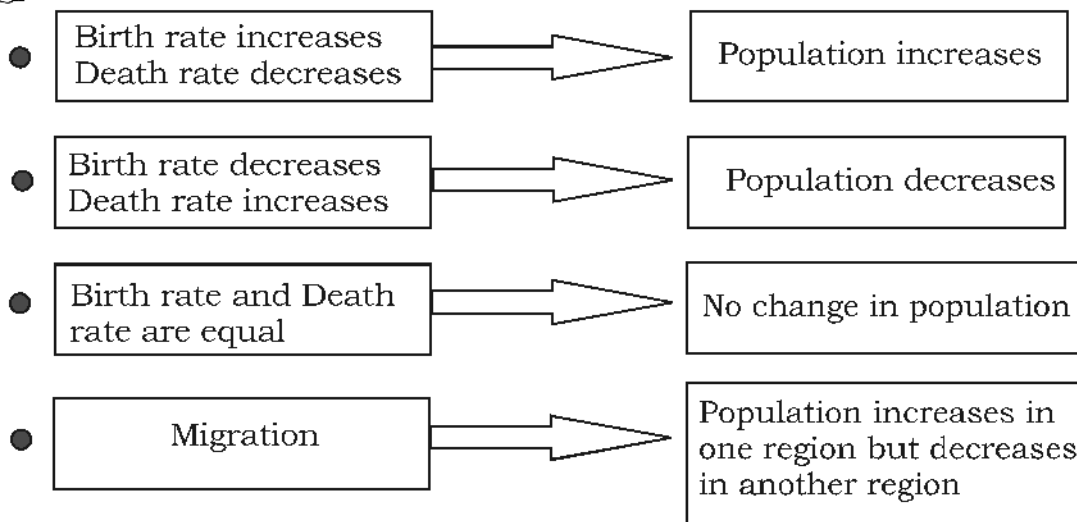 Birth rate increases
Death rate decreases
Population increases
Birth rate decreases
Death rate increases
Population decreases
Birth rate and Death
rate are equal
No change in population
Migration
Population increases in
one region but decreases
in another region